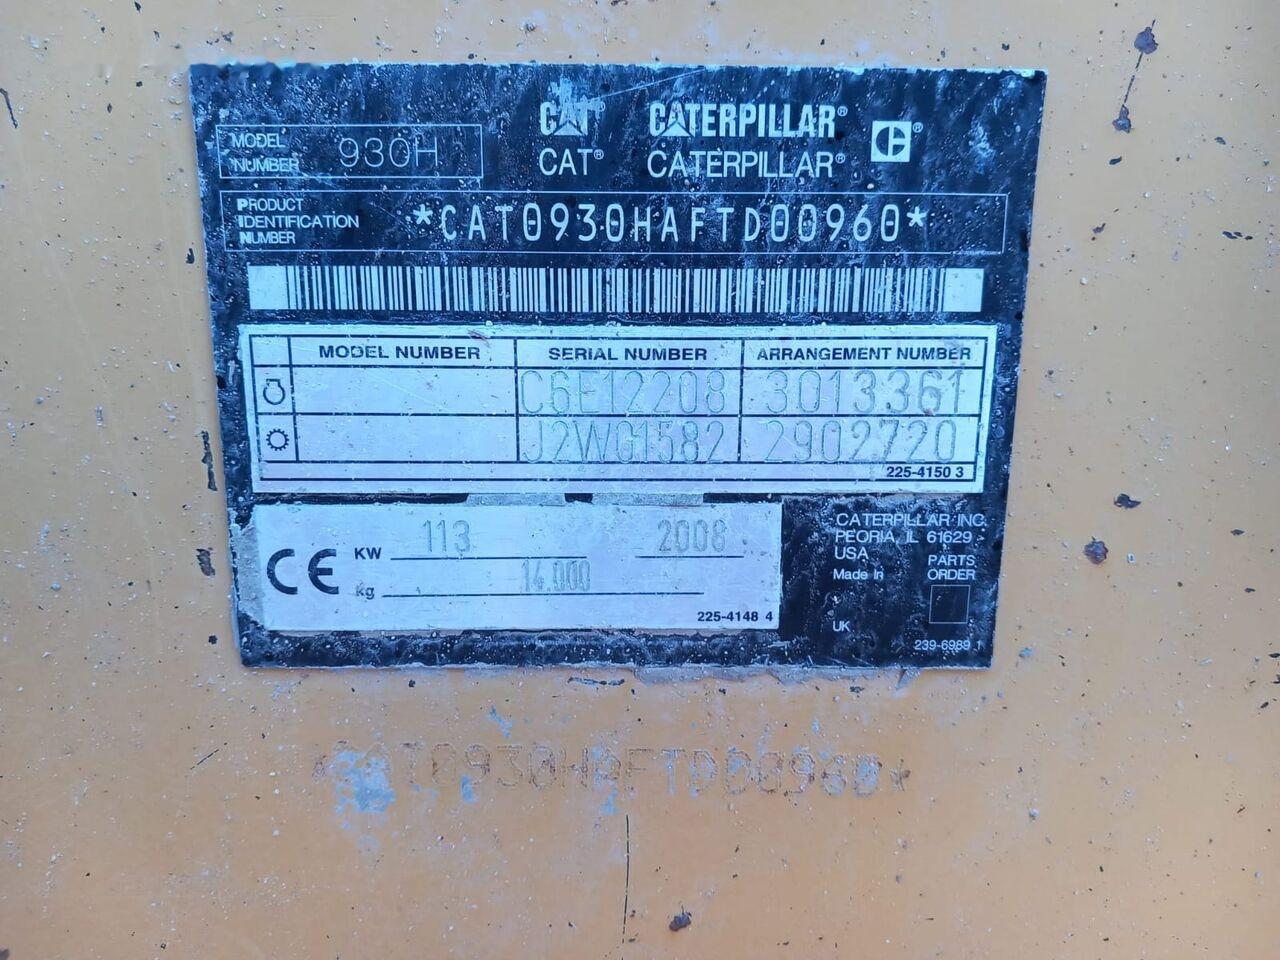 CAT® CATERPILLAR®
MODEL NUMBER 930H
CAT® CATERPILLAR®
PRODUCT IDENTIFICATION NUMBER *CAT0930HAFTD00960*
MODEL NUMBER SERIAL NUMBER ARRANGEMENT NUMBER
C6E12208 3013361
J2WG1582 2902720
225-4150 3
CE KW 113 2008
kg 14.000
225-4148 4
CATERPILLAR INC.
PEORIA, IL 61629
USA
Made In
UK
PARTS
ORDER
239-6989 1
*CAT0930HAFTD00960*